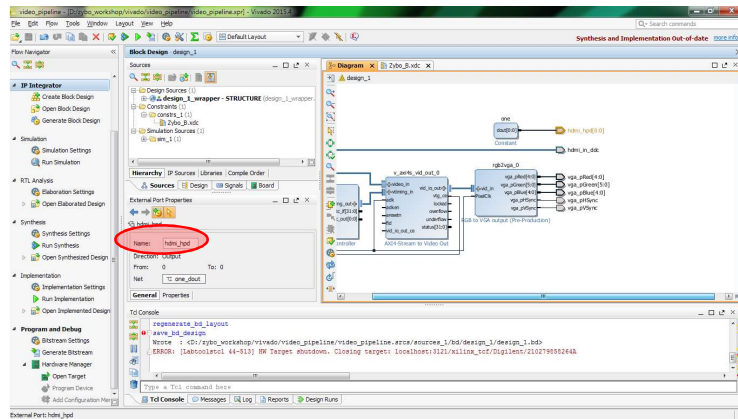 video_pipeline - [D:/zybo_workshop/vivado/video_pipeline/video_pipeline.xpr] - Vivado 2015.4
File Edit Flow Tools Window Layout View Help
Search commands
Default Layout
Synthesis and Implementation Out-of-date more info
Flow Navigator
IP Integrator
Create Block Design
Open Block Design
Generate Block Design
Simulation
Simulation Settings
Run Simulation
RTL Analysis
Elaboration Settings
Open Elaborated Design
Synthesis
Synthesis Settings
Run Synthesis
Open Synthesized Design
Implementation
Implementation Settings
Run Implementation
Open Implemented Design
Program and Debug
Bitstream Settings
Generate Bitstream
Hardware Manager
Open Target
Program Device
Add Configuration Mem
Block Design - design_1
Sources
Design Sources (1)
design_1_wrapper - STRUCTURE (design_1_wrapper.
Constraints (1)
constrs_1 (1)
Zybo_B.xdc
Simulation Sources (1)
sim_1 (1)
Hierarchy IP Sources Libraries Compile Order
Sources Design Signals Board
External Port Properties
hdmi_hpd
Name: hdmi_hpd
Direction: Output
From: 0 To: 0
Net one_dout
General Properties
Diagram Zybo_B.xdc
design_1
one
dout[0:0]
Constant
hdmi_hpd[0:0]
hdmi_in_ddc
rgb2vga_0
vid_in
PixelClk
vga_pRed[4:0]
vga_pGreen[5:0]
vga_pBlue[4:0]
vga_pHSync
vga_pVSync
RGB to VGA output (Pre-Production)
vga_pRed[4:0]
vga_pGreen[5:0]
vga_pBlue[4:0]
vga_pHSync
vga_pVSync
v_axi4s_vid_out_0
video_in
vtiming_in
aclk
aclken
aresetn
fid
vid_io_out_ce
vid_io_out
vtg_ce
locked
overflow
underflow
status[31:0]
AXI4-Stream to Video Out
Controller
Tcl Console
regenerate_bd_layout
save_bd_design
Wrote : <D:/zybo_workshop/vivado/video_pipeline/video_pipeline.srcs/sources_1/bd/design_1/design_1.bd>
ERROR: [Labtoolstcl 44-513] HW Target shutdown. Closing target: localhost:3121/xilinx_tcf/Digilent/210279555264A
Type a Tcl command here
Tcl Console Messages Log Reports Design Runs
External Port: hdmi_hpd